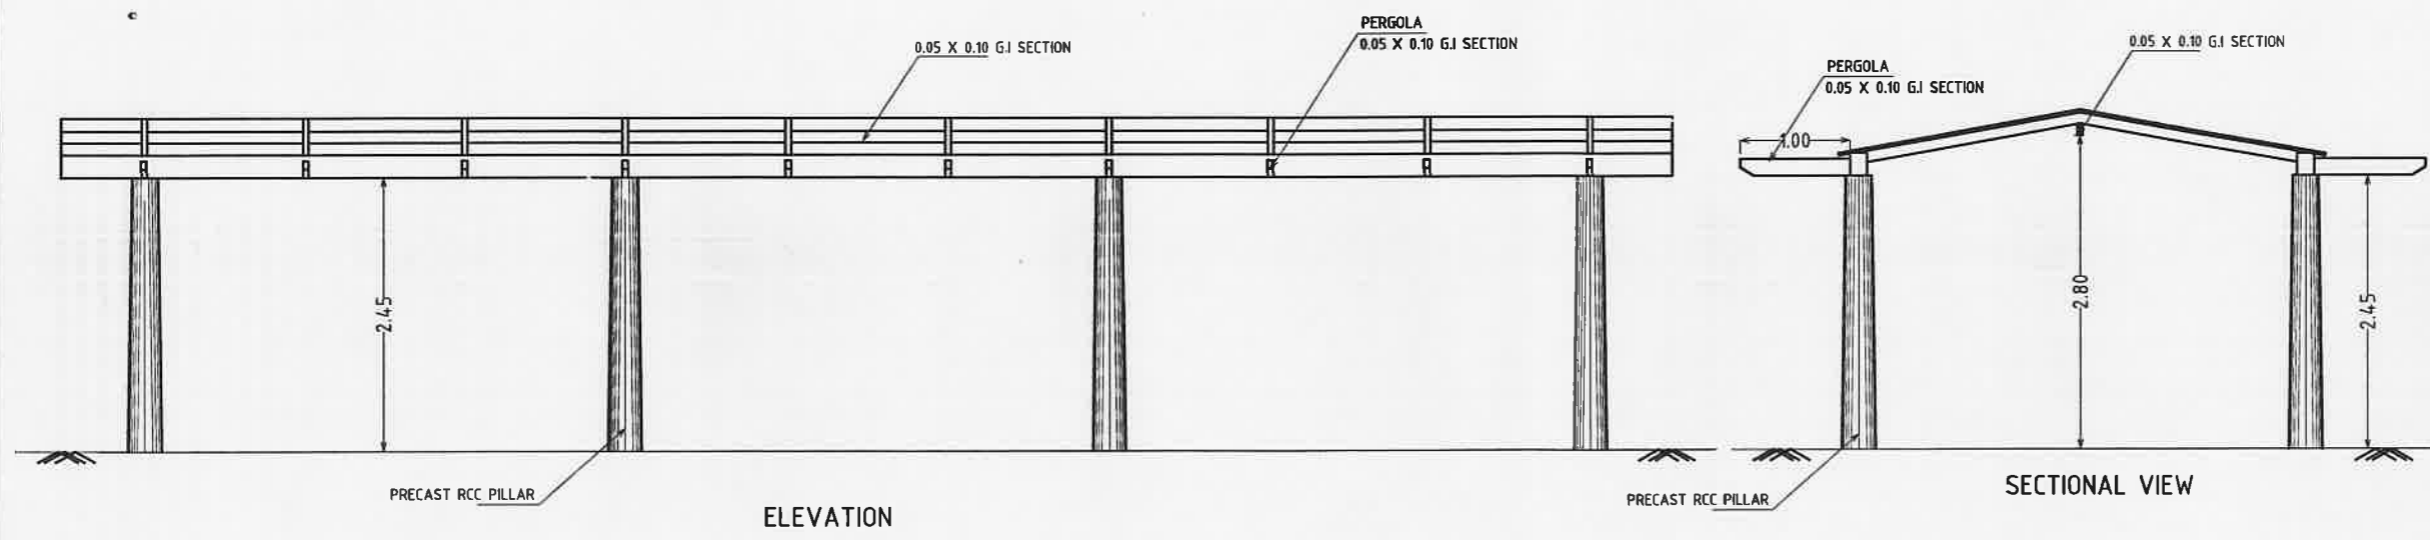 0.05 X 0.10 G.I SECTION
PERGOLA
0.05 X 0.10 G.I SECTION
2.45
PRECAST RCC PILLAR
ELEVATION
PERGOLA
0.05 X 0.10 G.I SECTION
0.05 X 0.10 G.I SECTION
1.00
2.80
2.45
PRECAST RCC PILLAR
SECTIONAL VIEW